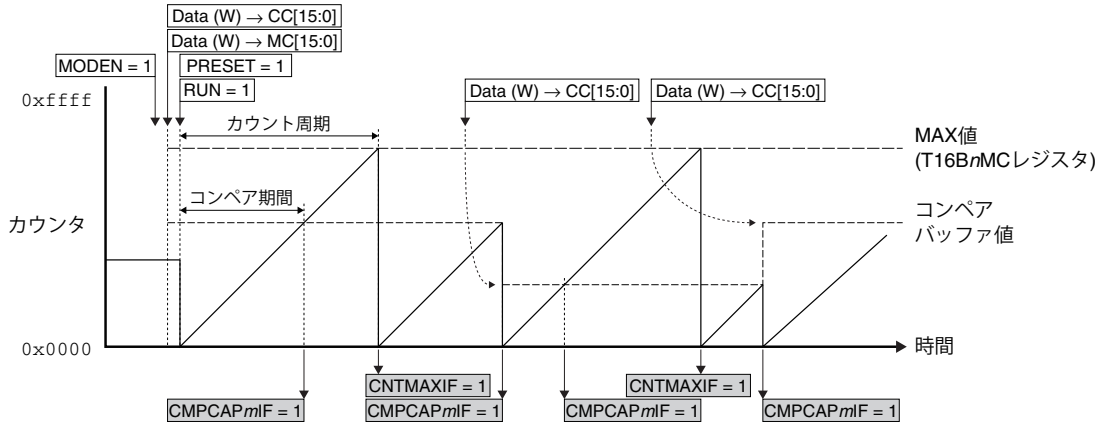 Data (W) → CC[15:0]
Data (W) → MC[15:0]
MODEN = 1
PRESET = 1
RUN = 1
Data (W) → CC[15:0]
Data (W) → CC[15:0]
0xffff
カウント周期
MAX値
(T16BnMCレジスタ)
コンペア期間
カウンタ
コンペア
バッファ値
0x0000
時間
CNTMAXIF = 1
CNTMAXIF = 1
CMPCAPmIF = 1
CMPCAPmIF = 1
CMPCAPmIF = 1
CMPCAPmIF = 1